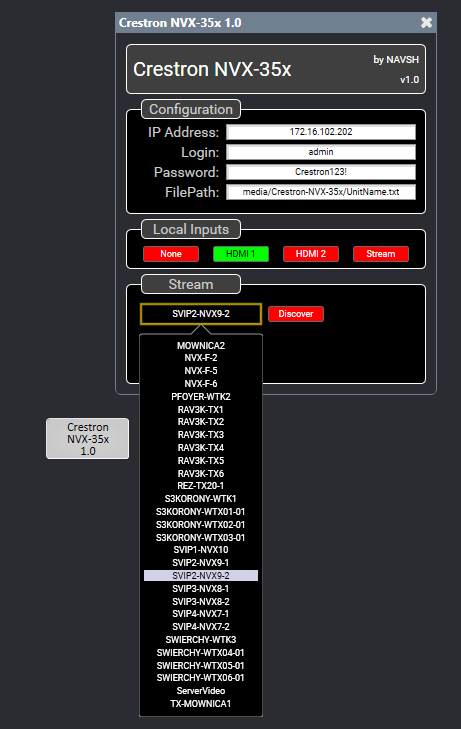 Crestron NVX-35x 1.0
Crestron NVX-35x
by NAVSH
v1.0
Configuration
IP Address: 172.16.102.202
Login: admin
Password: Crestron123!
FilePath: media/Crestron-NVX-35x/UnitName.txt
Local Inputs
None HDMI 1 HDMI 2 Stream
Stream
SVIP2-NVX9-2 Discover
MOWNICA2
NVX-F-2
NVX-F-5
NVX-F-6
PFOYER-WTK2
RAV3K-TX1
RAV3K-TX2
RAV3K-TX3
RAV3K-TX4
RAV3K-TX5
RAV3K-TX6
REZ-TX20-1
S3KORONY-WTK1
S3KORONY-WTX01-01
S3KORONY-WTX02-01
S3KORONY-WTX03-01
SVIP1-NVX10
SVIP2-NVX9-1
SVIP2-NVX9-2
SVIP3-NVX8-1
SVIP3-NVX8-2
SVIP4-NVX7-1
SVIP4-NVX7-2
SWIERCHY-WTK3
SWIERCHY-WTX04-01
SWIERCHY-WTX05-01
SWIERCHY-WTX06-01
ServerVideo
TX-MOWNICA1
Crestron
NVX-35x
1.0